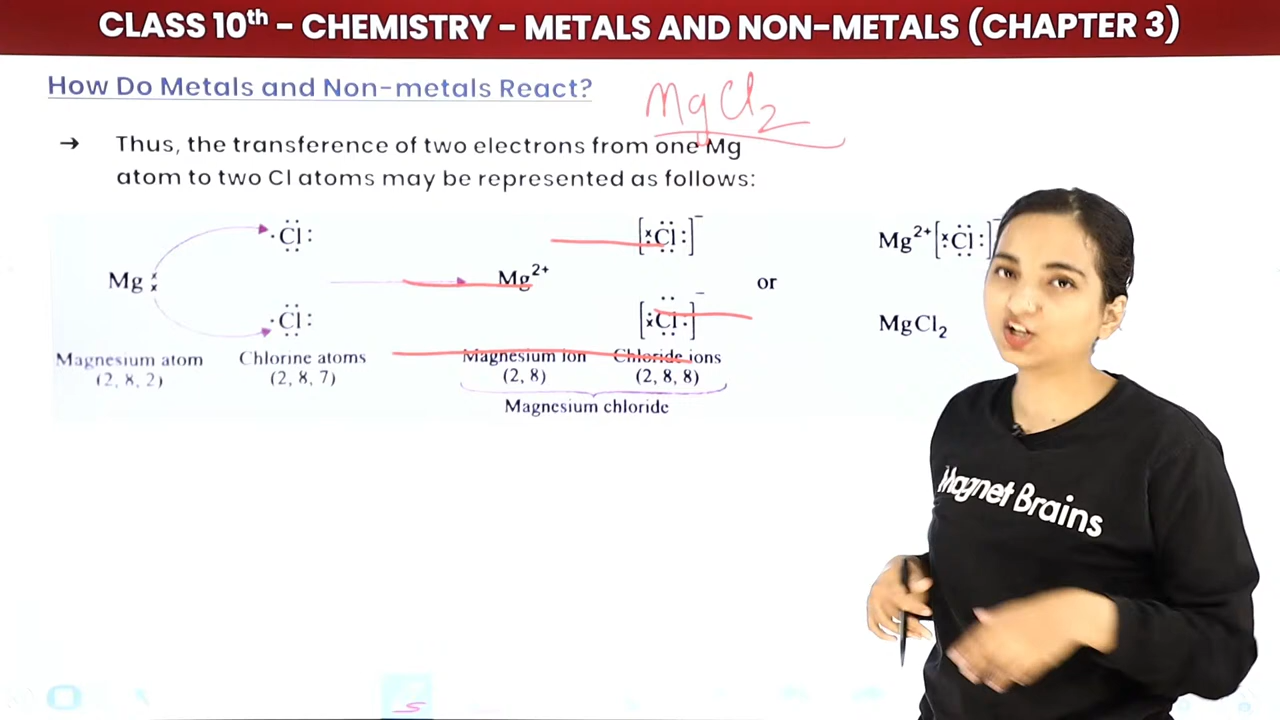 CLASS 10th – CHEMISTRY – METALS AND NON-METALS (CHAPTER 3)
How Do Metals and Non-metals React?
MgCl2
→ Thus, the transference of two electrons from one Mg
atom to two Cl atoms may be represented as follows:
Cl
[Cl]⁻
Mg²⁺[Cl]⁻
Mg
Mg²⁺
or
Cl
[Cl]⁻
MgCl₂
Magnesium atom
(2, 8, 2)
Chlorine atoms
(2, 8, 7)
Magnesium ion
(2, 8)
Chloride ions
(2, 8, 8)
Magnesium chloride
Magnet Brains